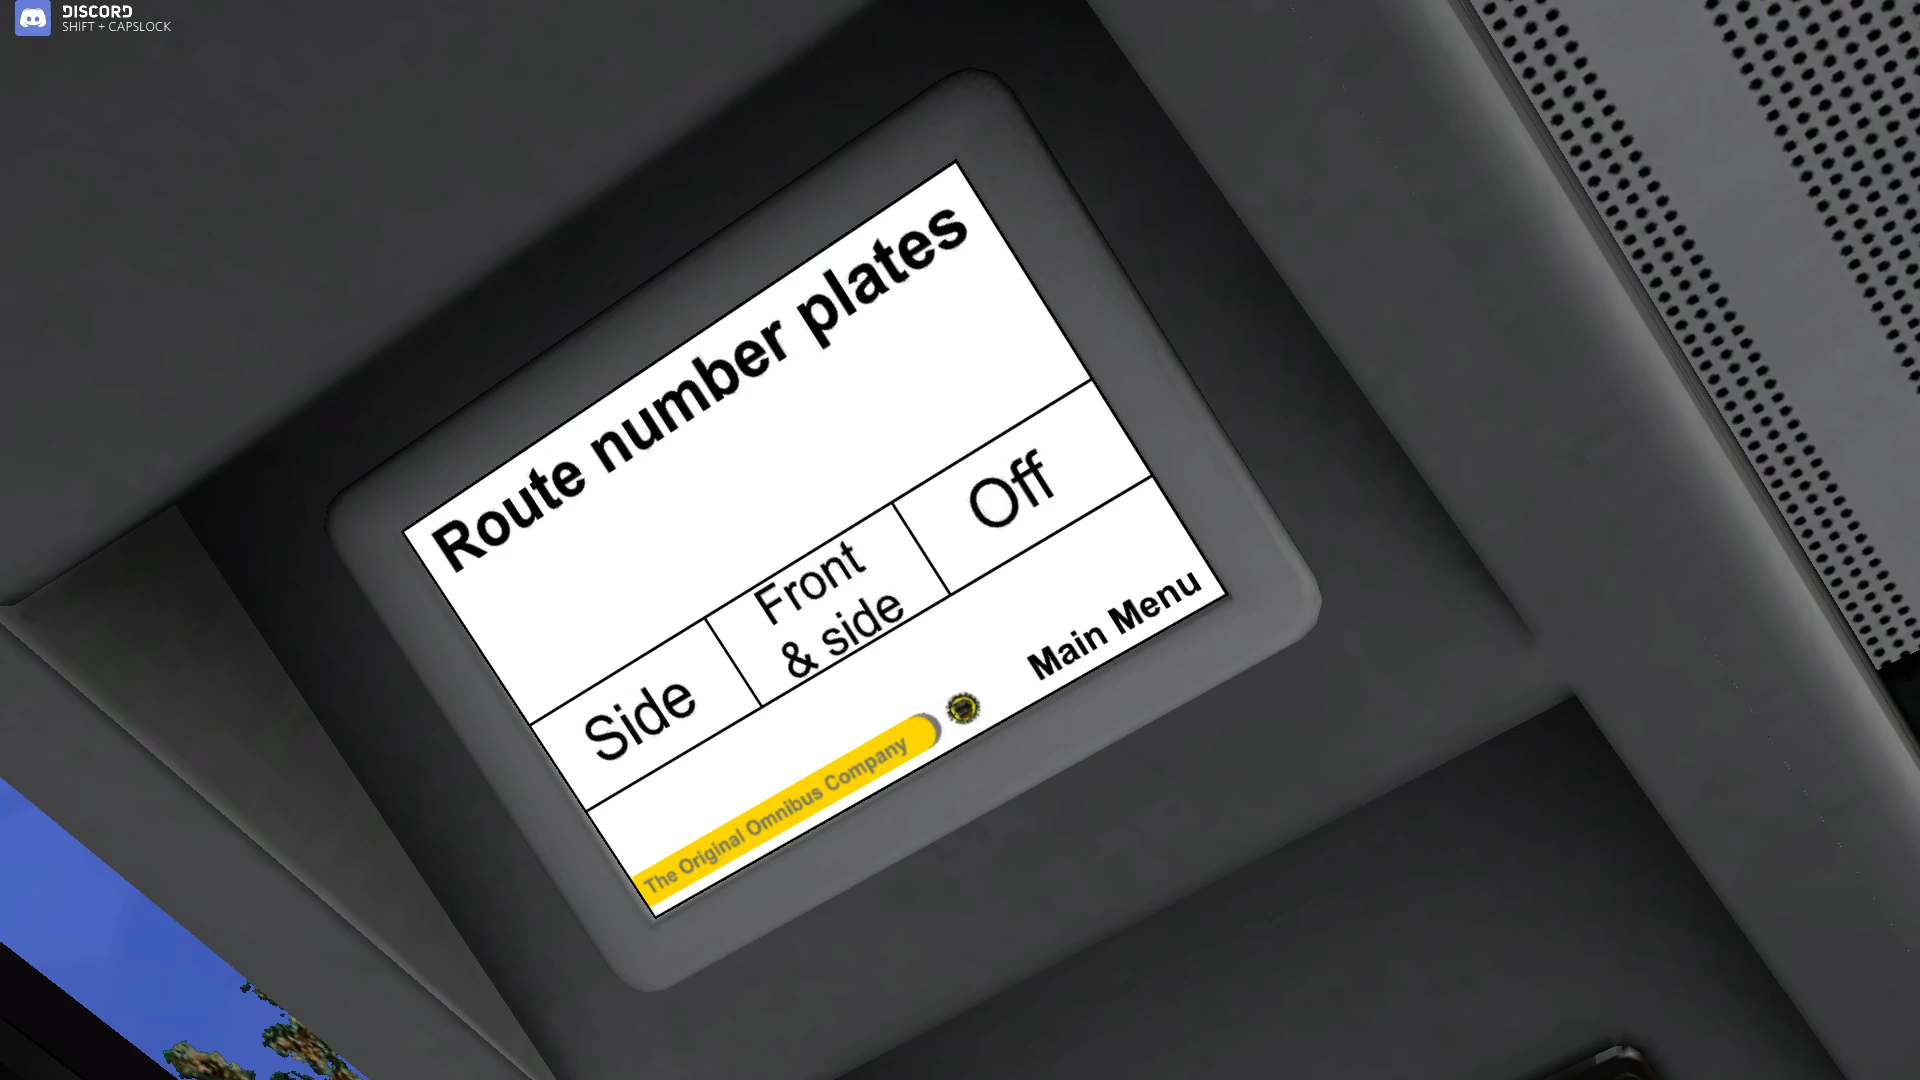 DISCORD
SHIFT + CAPSLOCK
Route number plates
Side
Front
& side
Off
The Original Omnibus Company
Main Menu